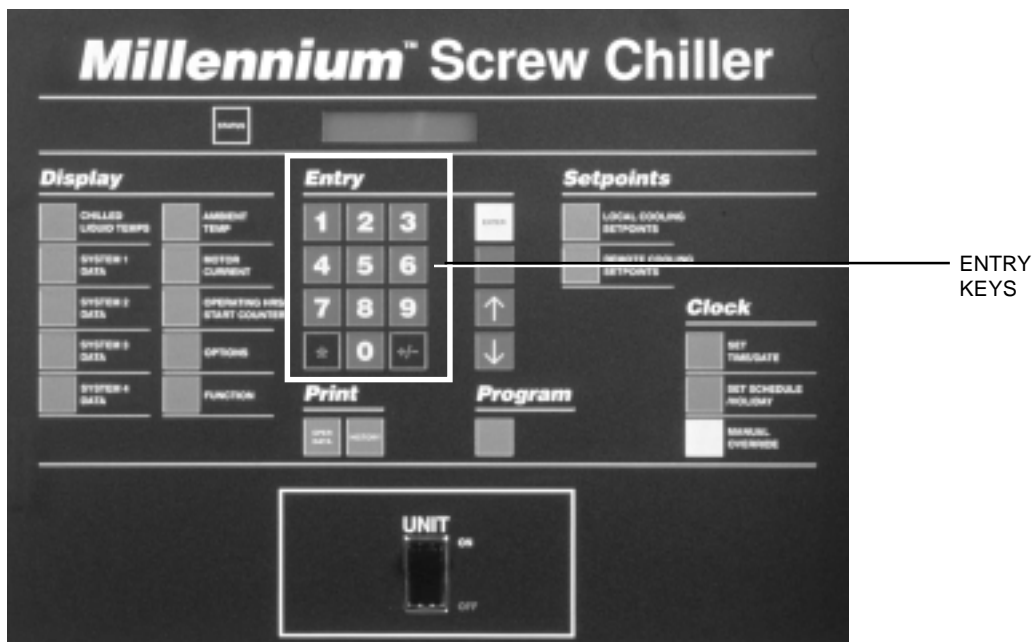 Millennium™ Screw Chiller
STATUS
Display
Entry
Setpoints
CHILLED
LIQUID TEMPS
AMBIENT
TEMP
1 2 3
ENTER
LOCAL COOLING
SETPOINTS
SYSTEM 1
DATA
MOTOR
CURRENT
4 5 6
REMOTE COOLING
SETPOINTS
ENTRY
KEYS
SYSTEM 2
DATA
OPERATING HRS
START COUNTER
7 8 9
↑
Clock
SYSTEM 3
DATA
OPTIONS
* 0 +/-
↓
SET
TIME/DATE
SYSTEM 4
DATA
FUNCTION
Print
Program
SET SCHEDULE
/HOLIDAY
OPER
DATA
HISTORY
MANUAL
OVERRIDE
UNIT
ON
OFF